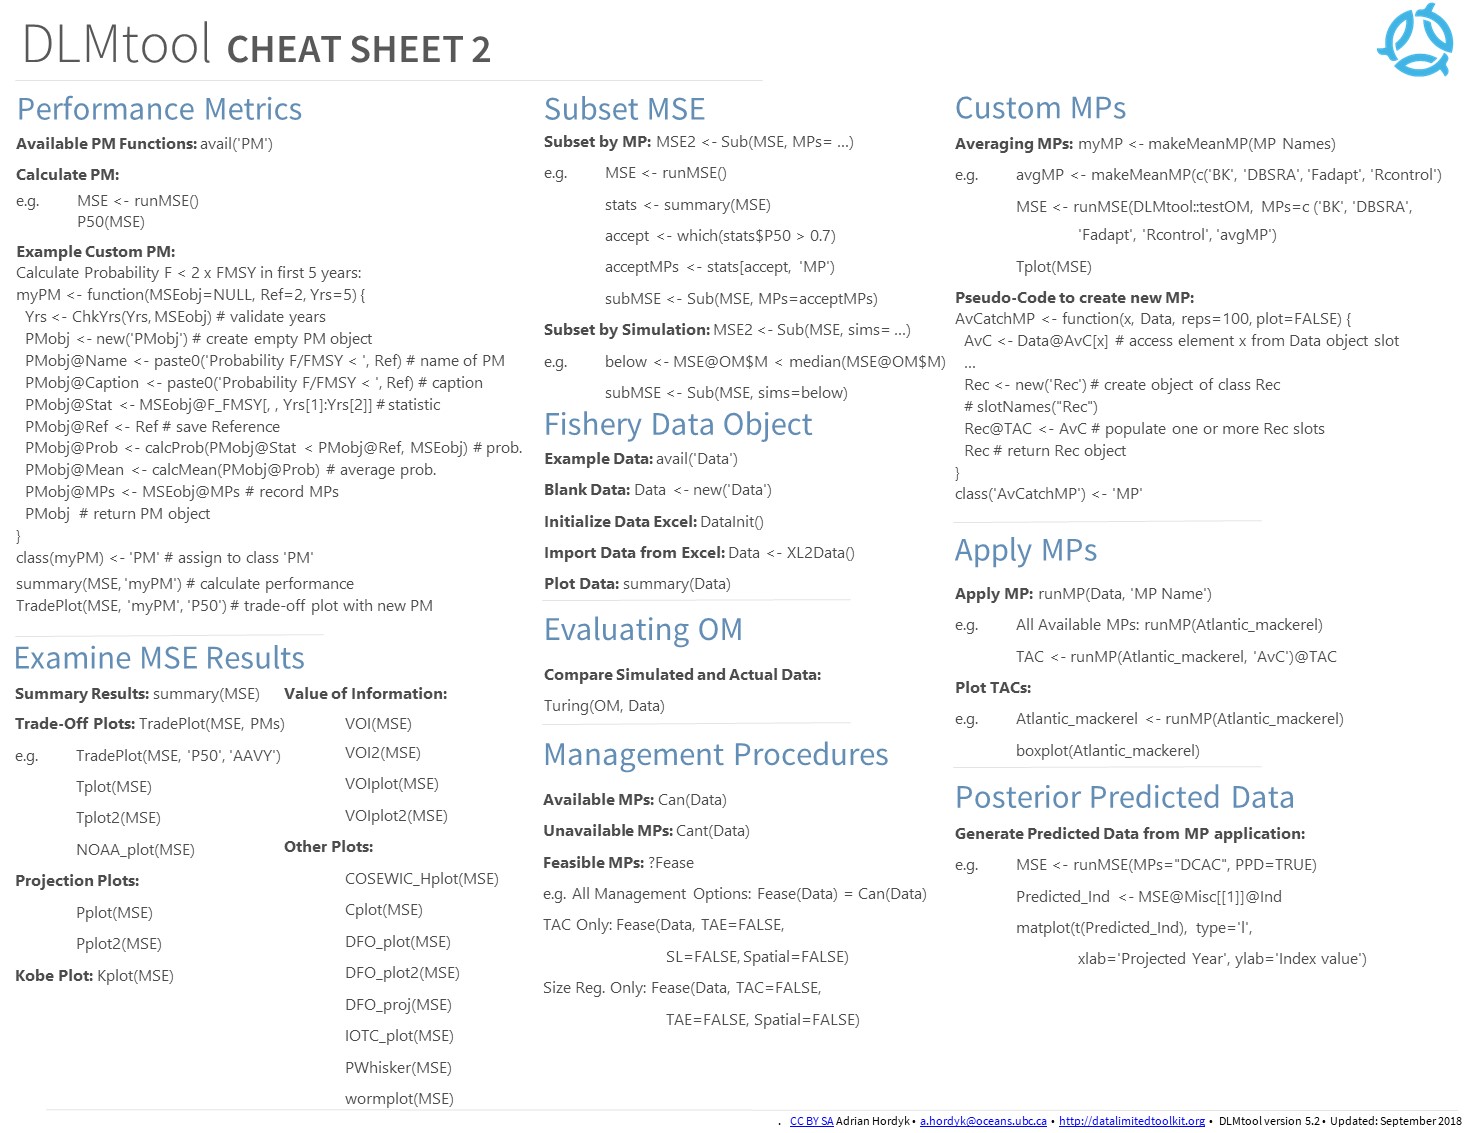 DLMtool CHEAT SHEET 2
Performance Metrics
Available PM Functions: avail('PM')
Calculate PM:
e.g. MSE <- runMSE()
P50(MSE)
Example Custom PM:
Calculate Probability F < 2 x FMSY in first 5 years:
myPM <- function(MSEobj=NULL, Ref=2, Yrs=5) {
Yrs <- ChkYrs(Yrs, MSEobj) # validate years
PMobj <- new('PMobj') # create empty PM object
PMobj@Name <- paste0('Probability F/FMSY < ', Ref) # name of PM
PMobj@Caption <- paste0('Probability F/FMSY < ', Ref) # caption
PMobj@Stat <- MSEobj@F_FMSY[, , Yrs[1]:Yrs[2]] # statistic
PMobj@Ref <- Ref # save Reference
PMobj@Prob <- calcProb(PMobj@Stat < PMobj@Ref, MSEobj) # prob.
PMobj@Mean <- calcMean(PMobj@Prob) # average prob.
PMobj@MPs <- MSEobj@MPs # record MPs
PMobj # return PM object
}
class(myPM) <- 'PM' # assign to class 'PM'
summary(MSE, 'myPM') # calculate performance
TradePlot(MSE, 'myPM', 'P50') # trade-off plot with new PM
Examine MSE Results
Summary Results: summary(MSE)
Trade-Off Plots: TradePlot(MSE, PMs)
e.g. TradePlot(MSE, 'P50', 'AAVY')
Tplot(MSE)
Tplot2(MSE)
NOAA_plot(MSE)
Projection Plots:
Pplot(MSE)
Pplot2(MSE)
Kobe Plot: Kplot(MSE)
Value of Information:
VOI(MSE)
VOI2(MSE)
VOIplot(MSE)
VOIplot2(MSE)
Other Plots:
COSEWIC_Hplot(MSE)
Cplot(MSE)
DFO_plot(MSE)
DFO_plot2(MSE)
DFO_proj(MSE)
IOTC_plot(MSE)
PWhisker(MSE)
wormplot(MSE)
Subset MSE
Subset by MP: MSE2 <- Sub(MSE, MPs= ...)
e.g. MSE <- runMSE()
stats <- summary(MSE)
accept <- which(stats$P50 > 0.7)
acceptMPs <- stats[accept, 'MP')
subMSE <- Sub(MSE, MPs=acceptMPs)
Subset by Simulation: MSE2 <- Sub(MSE, sims= ...)
e.g. below <- MSE@OM$M < median(MSE@OM$M)
subMSE <- Sub(MSE, sims=below)
Fishery Data Object
Example Data: avail('Data')
Blank Data: Data <- new('Data')
Initialize Data Excel: DataInit()
Import Data from Excel: Data <- XL2Data()
Plot Data: summary(Data)
Evaluating OM
Compare Simulated and Actual Data:
Turing(OM, Data)
Management Procedures
Available MPs: Can(Data)
Unavailable MPs: Cant(Data)
Feasible MPs: ?Fease
e.g. All Management Options: Fease(Data) = Can(Data)
TAC Only: Fease(Data, TAE=FALSE,
SL=FALSE, Spatial=FALSE)
Size Reg. Only: Fease(Data, TAC=FALSE,
TAE=FALSE, Spatial=FALSE)
Custom MPs
Averaging MPs: myMP <- makeMeanMP(MP Names)
e.g. avgMP <- makeMeanMP(c('BK', 'DBSRA', 'Fadapt', 'Rcontrol')
MSE <- runMSE(DLMtool::testOM, MPs=c ('BK', 'DBSRA',
'Fadapt', 'Rcontrol', 'avgMP')
Tplot(MSE)
Pseudo-Code to create new MP:
AvCatchMP <- function(x, Data, reps=100, plot=FALSE) {
AvC <- Data@AvC[x] # access element x from Data object slot
...
Rec <- new('Rec') # create object of class Rec
# slotNames("Rec")
Rec@TAC <- AvC # populate one or more Rec slots
Rec # return Rec object
}
class('AvCatchMP') <- 'MP'
Apply MPs
Apply MP: runMP(Data, 'MP Name')
e.g. All Available MPs: runMP(Atlantic_mackerel)
TAC <- runMP(Atlantic_mackerel, 'AvC')@TAC
Plot TACs:
e.g. Atlantic_mackerel <- runMP(Atlantic_mackerel)
boxplot(Atlantic_mackerel)
Posterior Predicted Data
Generate Predicted Data from MP application:
e.g. MSE <- runMSE(MPs="DCAC", PPD=TRUE)
Predicted_Ind <- MSE@Misc[[1]]@Ind
matplot(t(Predicted_Ind), type='l',
xlab='Projected Year', ylab='Index value')
. CC BY SA Adrian Hordyk • a.hordyk@oceans.ubc.ca • http://datalimitedtoolkit.org • DLMtool version 5.2 • Updated: September 2018